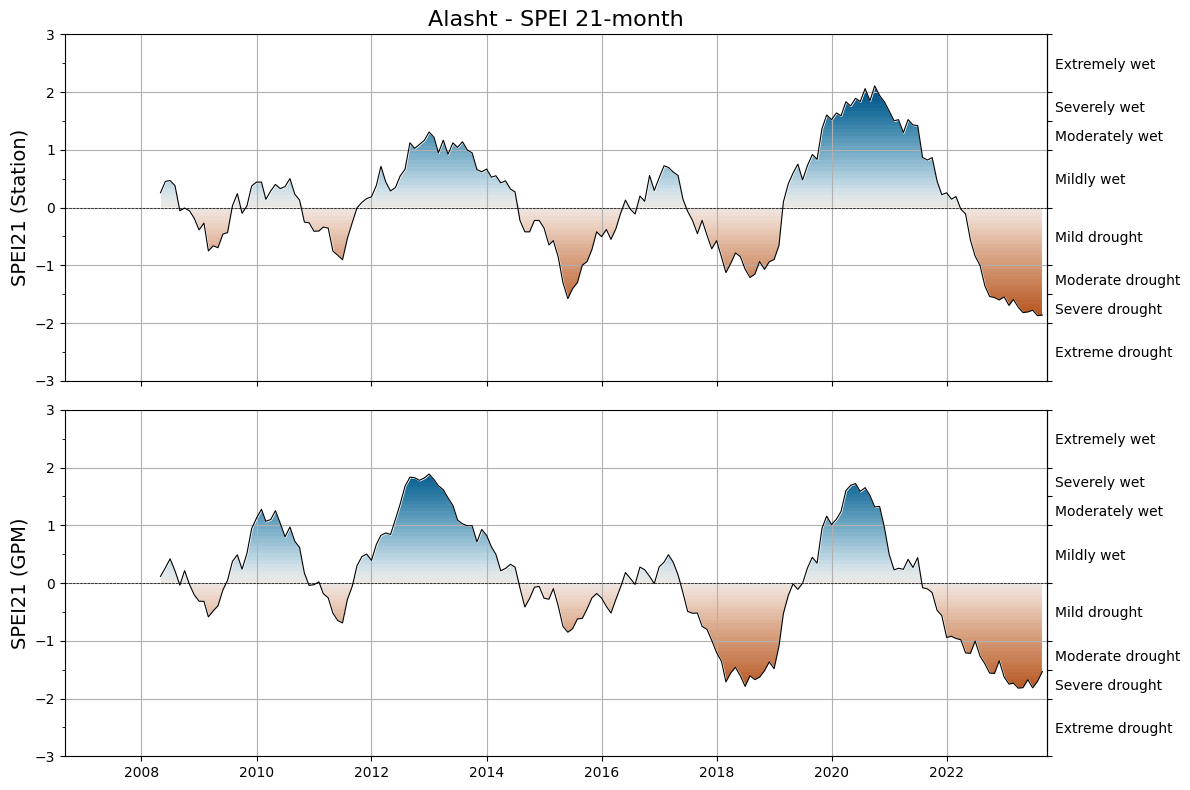 Alasht - SPEI 21-month
SPEI21 (Station)
3
2
1
0
−1
−2
−3
Extremely wet
Severely wet
Moderately wet
Mildly wet
Mild drought
Moderate drought
Severe drought
Extreme drought
SPEI21 (GPM)
3
2
1
0
−1
−2
−3
Extremely wet
Severely wet
Moderately wet
Mildly wet
Mild drought
Moderate drought
Severe drought
Extreme drought
2008 2010 2012 2014 2016 2018 2020 2022